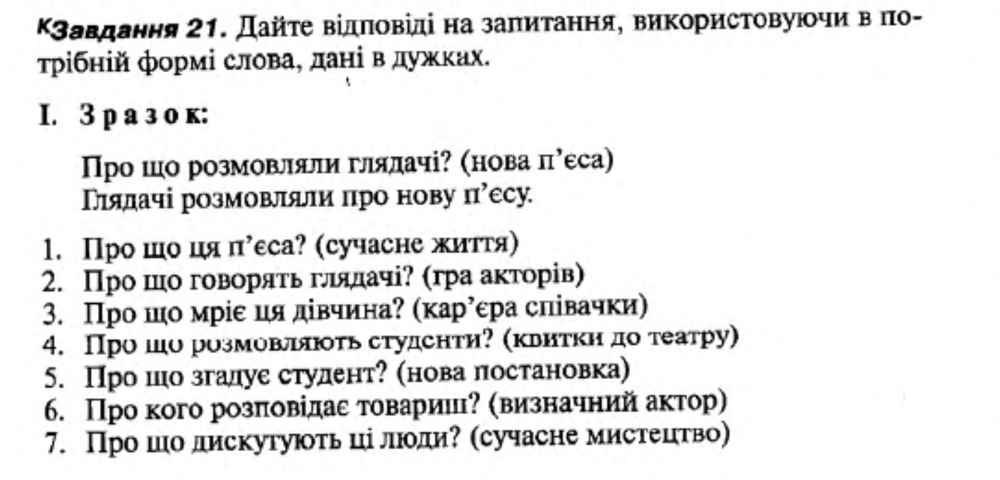 КЗавдання 21. Дайте відповіді на запитання, використовуючи в по-
трібній формі слова, дані в дужках.
І. Зразок:
Про що розмовляли глядачі? (нова п’єса)
Глядачі розмовляли про нову п’єсу.
1. Про що ця п’єса? (сучасне життя)
2. Про що говорять глядачі? (гра акторів)
3. Про що мріє ця дівчина? (кар’єра співачки)
4. Про що розмовляють студенти? (квитки до театру)
5. Про що згадує студент? (нова постановка)
6. Про кого розповідає товариш? (визначний актор)
7. Про що дискутують ці люди? (сучасне мистецтво)